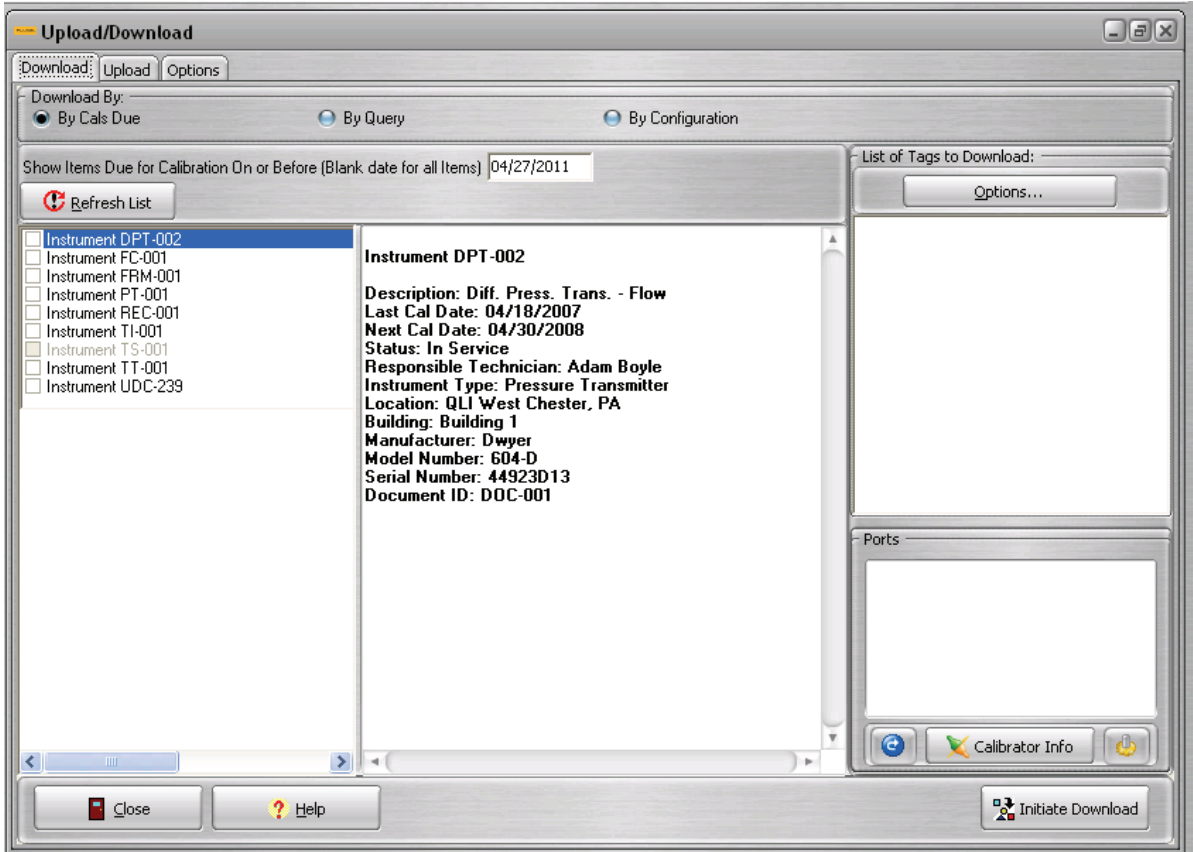 Upload/Download
Download Upload Options
Download By:
By Cals Due By Query By Configuration
Show Items Due for Calibration On or Before (Blank date for all Items) 04/27/2011
Refresh List
List of Tags to Download:
Options...
Instrument DPT-002
Instrument FC-001
Instrument FRM-001
Instrument PT-001
Instrument REC-001
Instrument TI-001
Instrument TS-001
Instrument TT-001
Instrument UDC-239
Instrument DPT-002
Description: Diff. Press. Trans. - Flow
Last Cal Date: 04/18/2007
Next Cal Date: 04/30/2008
Status: In Service
Responsible Technician: Adam Boyle
Instrument Type: Pressure Transmitter
Location: QLI West Chester, PA
Building: Building 1
Manufacturer: Dwyer
Model Number: 604-D
Serial Number: 44923D13
Document ID: DOC-001
Ports
Calibrator Info
Close
Help
Initiate Download